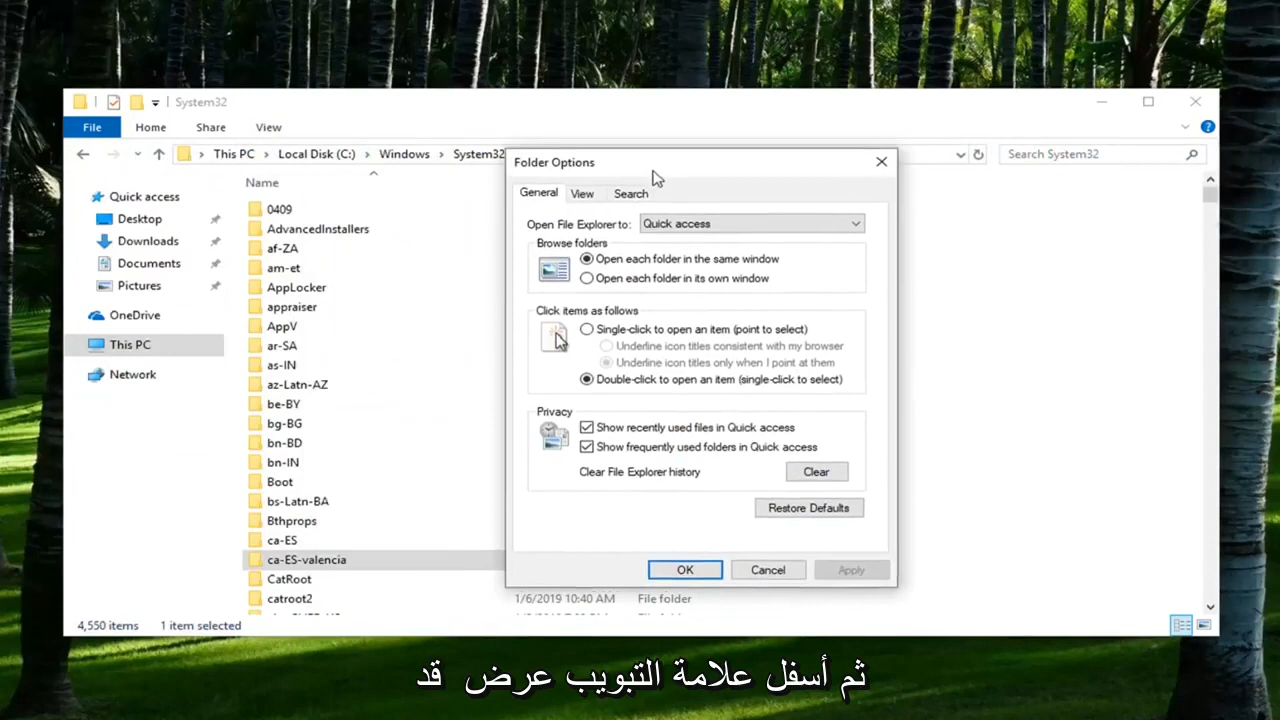 System32
File
Home
Share
View
This PC
Local Disk (C:)
Windows
System32
Search System32
Quick access
Desktop
Downloads
Documents
Pictures
OneDrive
This PC
Network
Name
0409
AdvancedInstallers
af-ZA
am-et
AppLocker
appraiser
AppV
ar-SA
as-IN
az-Latn-AZ
be-BY
bg-BG
bn-BD
bn-IN
Boot
bs-Latn-BA
Bthprops
ca-ES
ca-ES-valencia
CatRoot
catroot2
1/6/2019 10:40 AM
File folder
Folder Options
General
View
Search
Open File Explorer to:
Quick access
Browse folders
Open each folder in the same window
Open each folder in its own window
Click items as follows
Single-click to open an item (point to select)
Underline icon titles consistent with my browser
Underline icon titles only when I point at them
Double-click to open an item (single-click to select)
Privacy
Show recently used files in Quick access
Show frequently used folders in Quick access
Clear File Explorer history
Clear
Restore Defaults
OK
Cancel
Apply
4,550 items
1 item selected
ثم أسفل علامة التبويب عرض قد